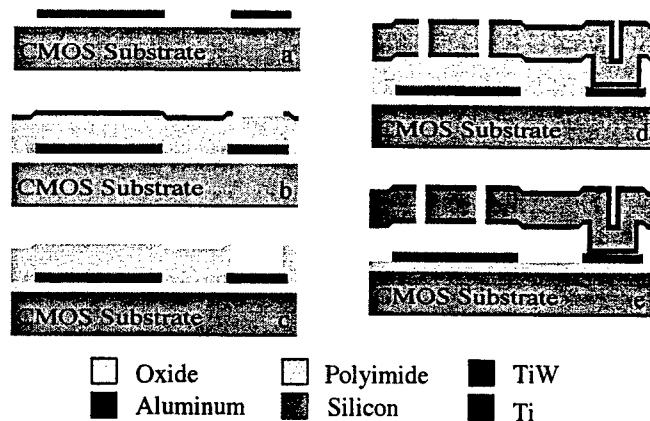 CMOS Substrate a
CMOS Substrate b
CMOS Substrate c
CMOS Substrate d
CMOS Substrate e
Oxide Polyimide TiW
Aluminum Silicon Ti